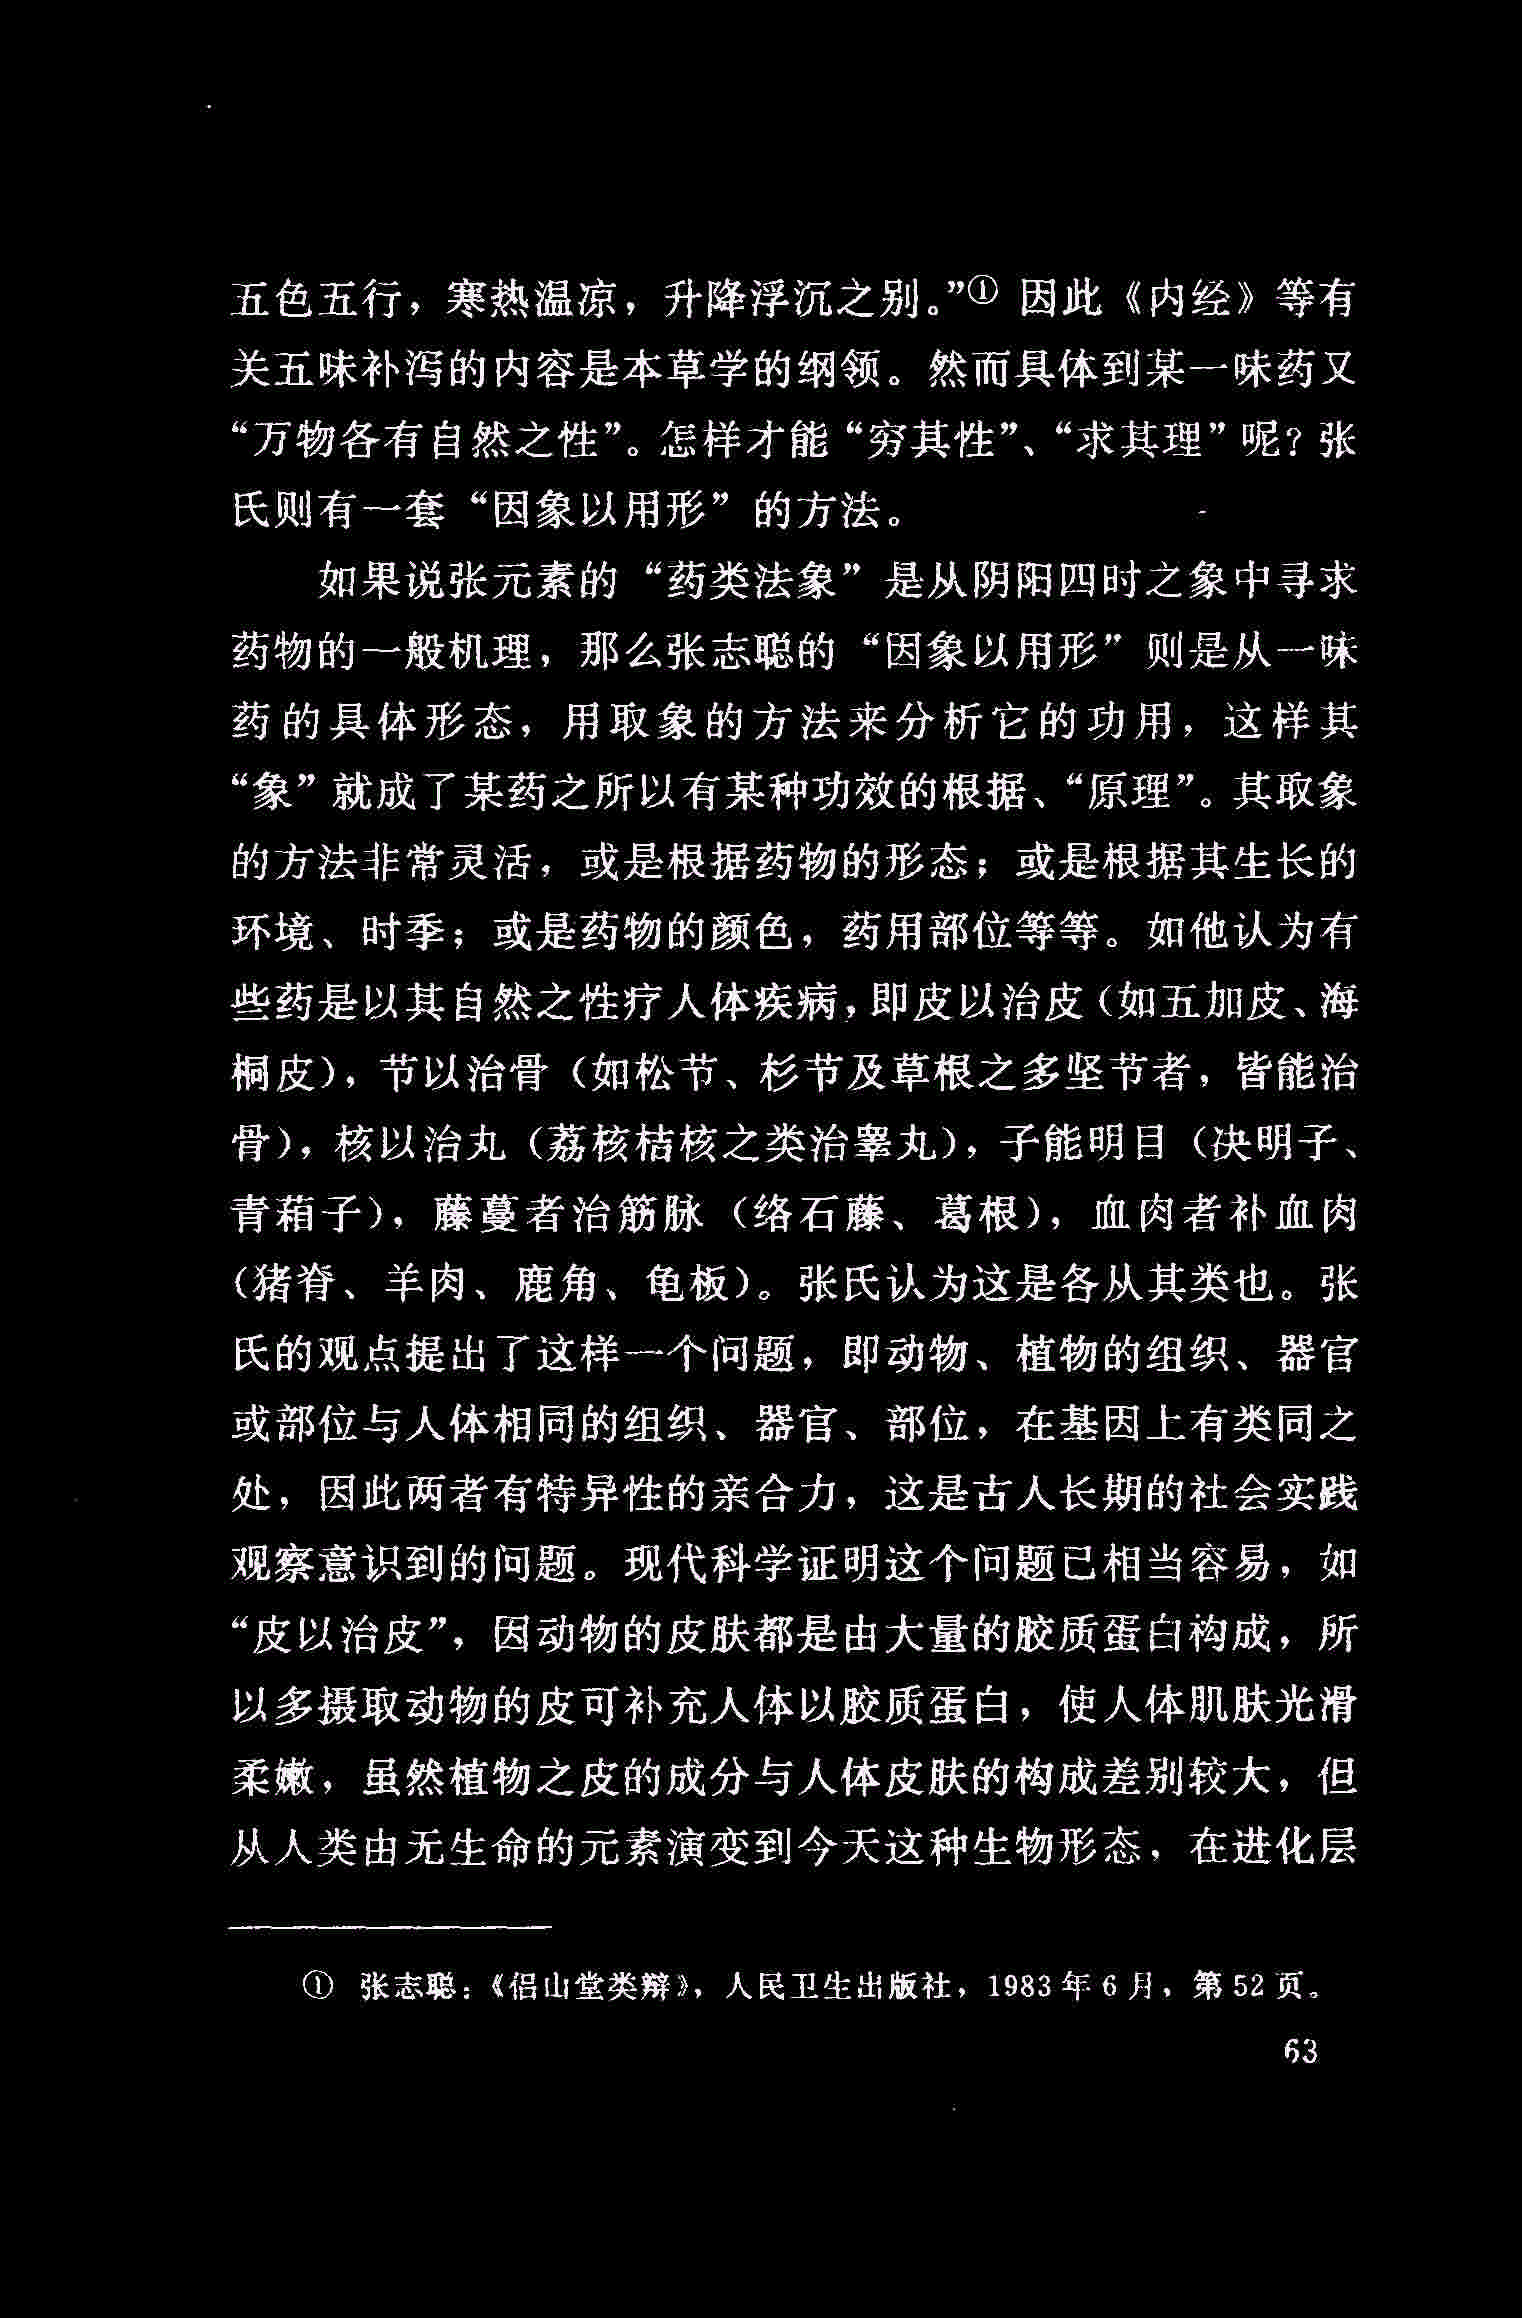 五色五行，寒热温凉，升降浮沉之别。”① 因此《内经》等有
关五味补泻的内容是本草学的纲领。然而具体到某一味药又
“万物各有自然之性”。怎样才能“穷其性”、“求其理”呢？张
氏则有一套“因象以用形”的方法。
如果说张元素的“药类法象”是从阴阳四时之象中寻求
药物的一般机理，那么张志聪的“因象以用形”则是从一味
药的具体形态，用取象的方法来分析它的功用，这样其
“象”就成了某药之所以有某种功效的根据、“原理”。其取象
的方法非常灵活，或是根据药物的形态；或是根据其生长的
环境、时季；或是药物的颜色，药用部位等等。如他认为有
些药是以其自然之性疗人体疾病，即皮以治皮（如五加皮、海
桐皮），节以治骨（如松节、杉节及草根之多坚节者，皆能治
骨），核以治丸（荔核桔核之类治睾丸），子能明目（决明子、
青葙子），藤蔓者治筋脉（络石藤、葛根），血肉者补血肉
（猪脊、羊肉、鹿角、龟板）。张氏认为这是各从其类也。张
氏的观点提出了这样一个问题，即动物、植物的组织、器官
或部位与人体相同的组织、器官、部位，在基因上有类同之
处，因此两者有特异性的亲合力，这是古人长期的社会实践
观察意识到的问题。现代科学证明这个问题已相当容易，如
“皮以治皮”，因动物的皮肤都是由大量的胶质蛋白构成，所
以多摄取动物的皮可补充人体以胶质蛋白，使人体肌肤光滑
柔嫩，虽然植物之皮的成分与人体皮肤的构成差别较大，但
从人类由无生命的元素演变到今天这种生物形态，在进化层
① 张志聪：《侣山堂类辩》，人民卫生出版社，1983年6月，第52页。
63